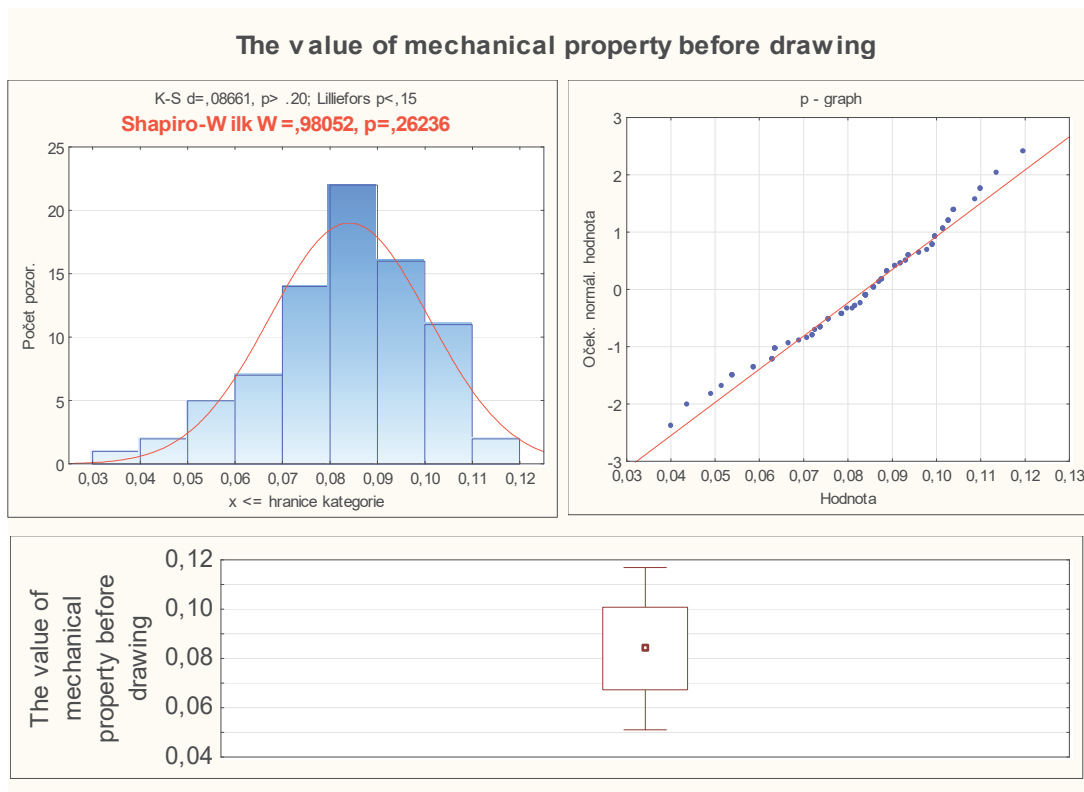 The value of mechanical property before drawing
K-S d=,08661, p> .20; Lilliefors p<,15
Shapiro-Wilk W=,98052, p=,26236
25
20
15
10
5
0
Počet pozor.
0,03 0,04 0,05 0,06 0,07 0,08 0,09 0,10 0,11 0,12
x <= hranice kategorie
p - graph
3
2
1
0
-1
-2
-3
Oček. normál. hodnota
0,03 0,04 0,05 0,06 0,07 0,08 0,09 0,10 0,11 0,12 0,13
Hodnota
The value of
mechanical
property before
drawing
0,12
0,10
0,08
0,06
0,04